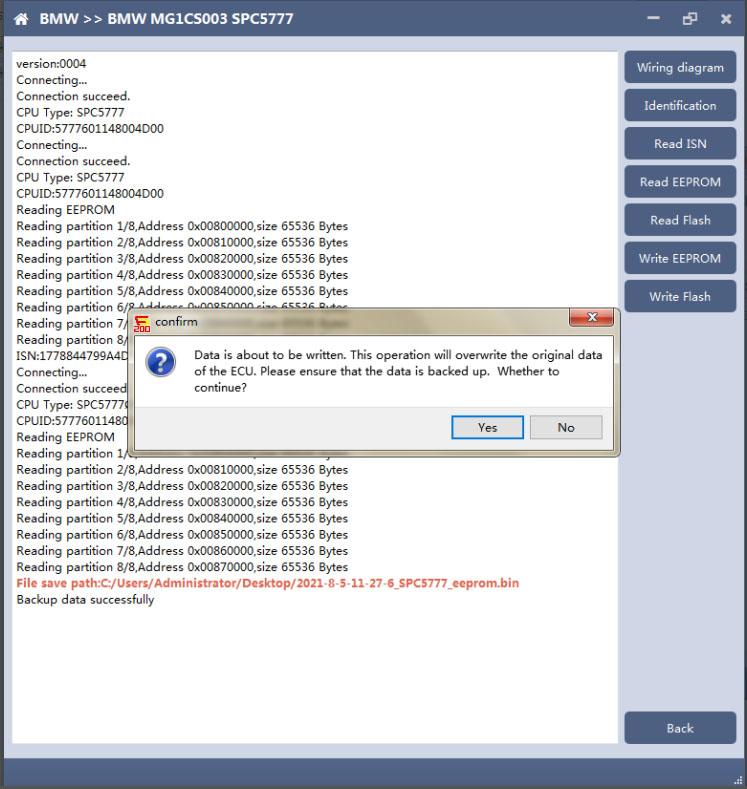 BMW >> BMW MG1CS003 SPC5777
version:0004
Connecting...
Connection succeed.
CPU Type: SPC5777
CPUID:5777601148004D00
Connecting...
Connection succeed.
CPU Type: SPC5777
CPUID:5777601148004D00
Reading EEPROM
Reading partition 1/8,Address 0x00800000,size 65536 Bytes
Reading partition 2/8,Address 0x00810000,size 65536 Bytes
Reading partition 3/8,Address 0x00820000,size 65536 Bytes
Reading partition 4/8,Address 0x00830000,size 65536 Bytes
Reading partition 5/8,Address 0x00840000,size 65536 Bytes
Reading partition 6/8,Address 0x00850000,size 65536 Bytes
Reading partition 7/
Reading partition 8/
ISN:1778844799A4D
Connecting...
Connection succeed
CPU Type: SPC5777
CPUID:57776011480
Reading EEPROM
Reading partition 1/
Reading partition 2/8,Address 0x00810000,size 65536 Bytes
Reading partition 3/8,Address 0x00820000,size 65536 Bytes
Reading partition 4/8,Address 0x00830000,size 65536 Bytes
Reading partition 5/8,Address 0x00840000,size 65536 Bytes
Reading partition 6/8,Address 0x00850000,size 65536 Bytes
Reading partition 7/8,Address 0x00860000,size 65536 Bytes
Reading partition 8/8,Address 0x00870000,size 65536 Bytes
File save path:C:/Users/Administrator/Desktop/2021-8-5-11-27-6_SPC5777_eeprom.bin
Backup data successfully
confirm
Data is about to be written. This operation will overwrite the original data
of the ECU. Please ensure that the data is backed up. Whether to
continue?
Yes
No
Wiring diagram
Identification
Read ISN
Read EEPROM
Read Flash
Write EEPROM
Write Flash
Back